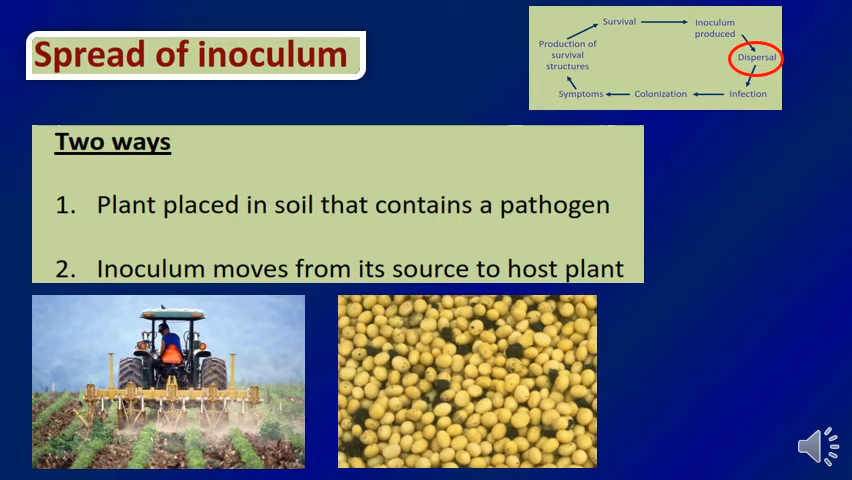 Spread of inoculum
Survival
Inoculum
produced
Production of
survival
structures
Dispersal
Symptoms
Colonization
Infection
Two ways
1. Plant placed in soil that contains a pathogen
2. Inoculum moves from its source to host plant